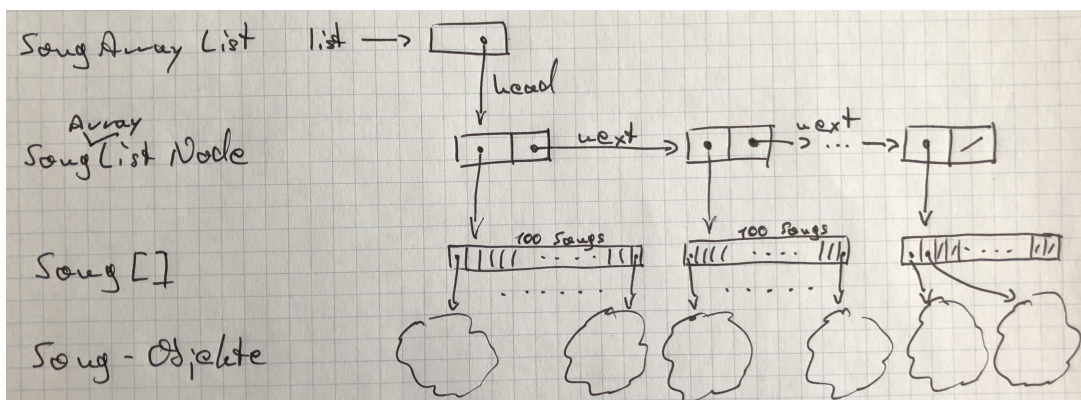 Song Array List list
head
Array
Song List Node next next ...
100 Songs 100 Songs
Song []
Song - Objekte